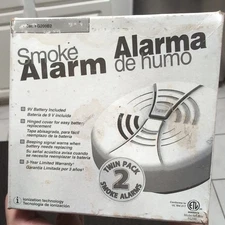 Smoke Alarma
Alarm de humo
9V Battery Included
Batería de 9 V incluida
Hinged cover for easy battery
replacement
Tapa abisagrada, para fácil
reemplazo de batería
Beeping signal warns when
battery needs replacing
Su señal acústica avisa cuando
es necesita reemplazar la batería
5 Year Limited Warranty
Garantía Limitada por 5 años
TWIN PACK
2
SMOKE ALARMS
Ionization technology
Tecnología de ionización
ETL